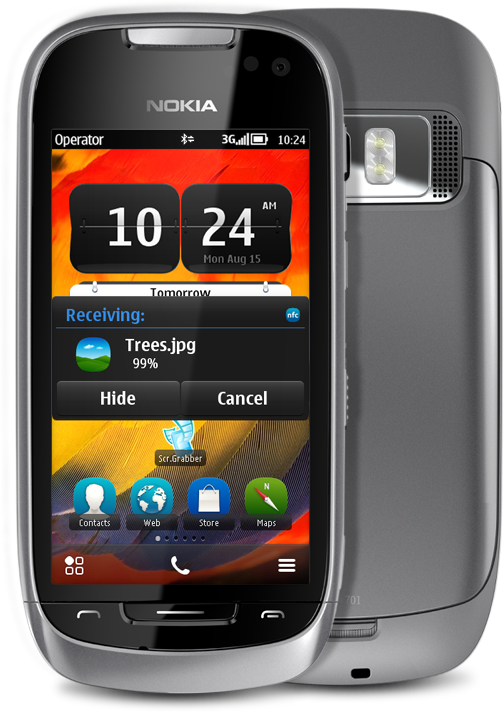 NOKIA
Operator 3G 10:24
10 24 AM
Mon Aug 15
Tomorrow
Receiving: nfc
Trees.jpg
99%
Hide Cancel
Scr.Grabber
N
Contacts Web Store Maps
701